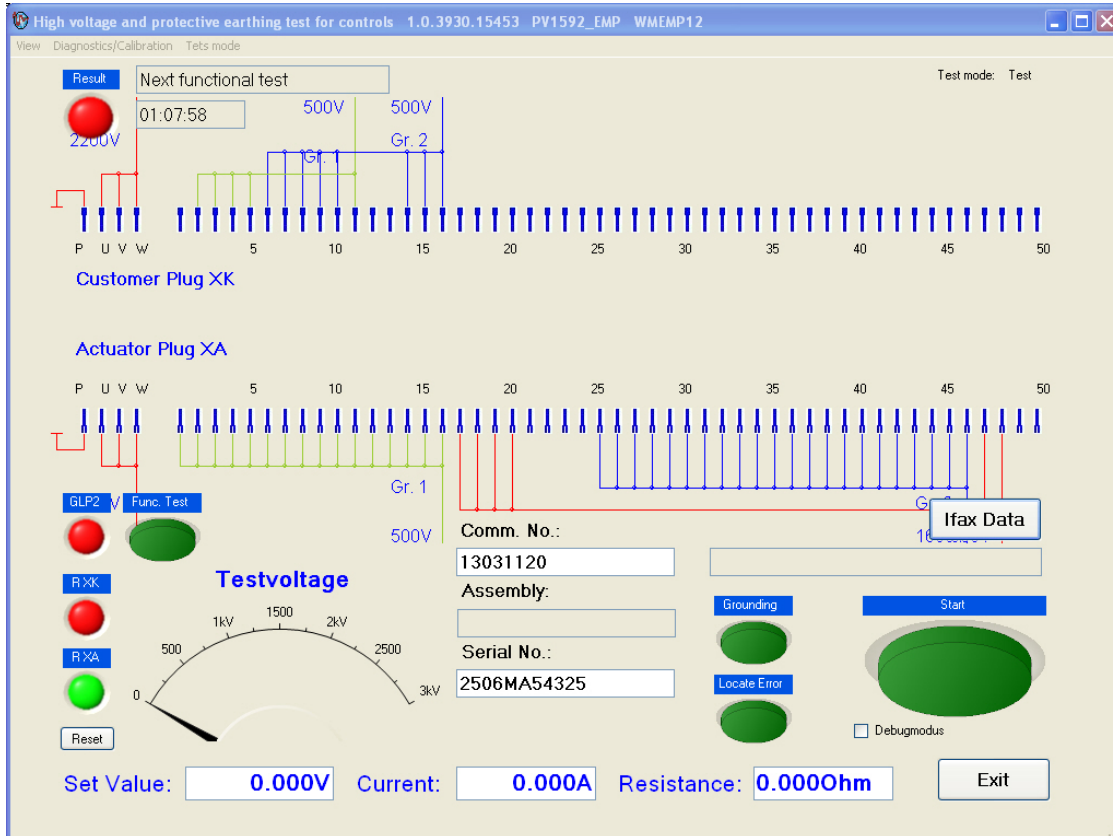 High voltage and protective earthing test for controls 1.0.3930.15453 PV1592_EMP WMEMP12
View Diagnostics/Calibration Tets mode
Result Next functional test Test mode: Test
01:07:58 500V 500V
2200V Gr. 1 Gr. 2
P U V W 5 10 15 20 25 30 35 40 45 50
Customer Plug XK
Actuator Plug XA
P U V W 5 10 15 20 25 30 35 40 45 50
Gr. 1
GLP2 V Func. Test Ifax Data
500V Comm. No.:
13031120
RXK Testvoltage Assembly:
Grounding Start
0 500 1kV 1500 2kV 2500 3kV
RXA Serial No.:
2506MA54325 Locate Error
Reset Debugmodus
Set Value: 0.000V Current: 0.000A Resistance: 0.000Ohm Exit